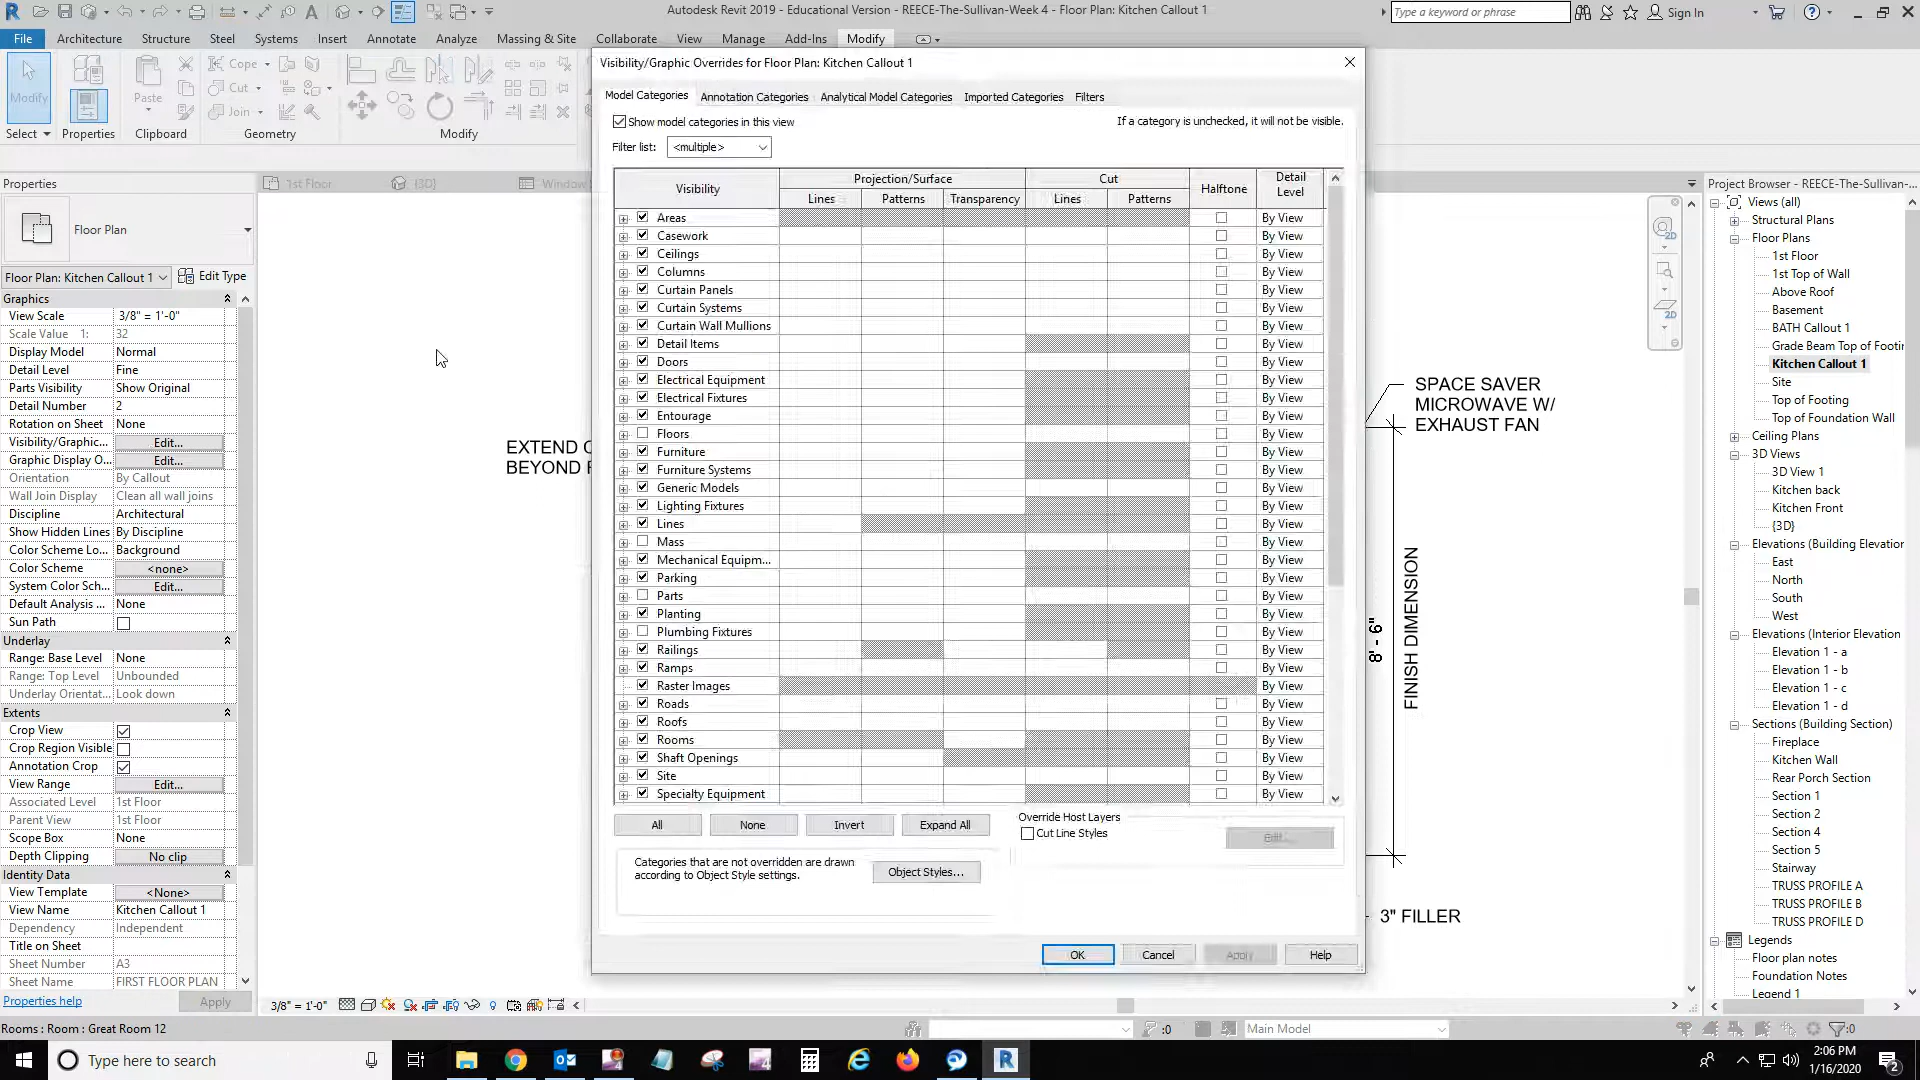 Autodesk Revit 2019 - Educational Version - REECE-The-Sullivan-Week 4 - Floor Plan: Kitchen Callout 1
Type a keyword or phrase
Sign In
File Architecture Structure Steel Systems Insert Annotate Analyze Massing & Site Collaborate View Manage Add-Ins Modify
Modify
Paste
Cope
Cut
Join
Select Properties Clipboard Geometry Modify
Properties
Floor Plan
Floor Plan: Kitchen Callout 1 Edit Type
Graphics
View Scale 3/8" = 1'-0"
Scale Value 1: 32
Display Model Normal
Detail Level Fine
Parts Visibility Show Original
Detail Number 2
Rotation on Sheet None
Visibility/Graphic... Edit...
Graphic Display O... Edit...
Orientation By Callout
Wall Join Display Clean all wall joins
Discipline Architectural
Show Hidden Lines By Discipline
Color Scheme Lo... Background
Color Scheme <none>
System Color Sch... Edit...
Default Analysis ... None
Sun Path
Underlay
Range: Base Level None
Range: Top Level Unbounded
Underlay Orientat... Look down
Extents
Crop View
Crop Region Visible
Annotation Crop
View Range Edit...
Associated Level 1st Floor
Parent View 1st Floor
Scope Box None
Depth Clipping No clip
Identity Data
View Template <None>
View Name Kitchen Callout 1
Dependency Independent
Title on Sheet
Sheet Number A3
Sheet Name FIRST FLOOR PLAN
Properties help Apply
1st Floor {3D} Window
EXTEND
BEYOND
Visibility/Graphic Overrides for Floor Plan: Kitchen Callout 1
Model Categories Annotation Categories Analytical Model Categories Imported Categories Filters
Show model categories in this view If a category is unchecked, it will not be visible.
Filter list: <multiple>
Visibility Projection/Surface Cut Halftone Detail Level
Lines Patterns Transparency Lines Patterns
Areas By View
Casework By View
Ceilings By View
Columns By View
Curtain Panels By View
Curtain Systems By View
Curtain Wall Mullions By View
Detail Items By View
Doors By View
Electrical Equipment By View
Electrical Fixtures By View
Entourage By View
Floors By View
Furniture By View
Furniture Systems By View
Generic Models By View
Lighting Fixtures By View
Lines By View
Mass By View
Mechanical Equipm... By View
Parking By View
Parts By View
Planting By View
Plumbing Fixtures By View
Railings By View
Ramps By View
Raster Images By View
Roads By View
Roofs By View
Rooms By View
Shaft Openings By View
Site By View
Specialty Equipment By View
All None Invert Expand All
Override Host Layers
Cut Line Styles Edit...
Categories that are not overridden are drawn
according to Object Style settings.
Object Styles...
OK Cancel Apply Help
SPACE SAVER
MICROWAVE W/
EXHAUST FAN
8' - 6"
FINISH DIMENSION
3" FILLER
2D
2D
Project Browser - REECE-The-Sullivan-...
Views (all)
Structural Plans
Floor Plans
1st Floor
1st Top of Wall
Above Roof
Basement
BATH Callout 1
Grade Beam Top of Footin
Kitchen Callout 1
Site
Top of Footing
Top of Foundation Wall
Ceiling Plans
3D Views
3D View 1
Kitchen back
Kitchen Front
{3D}
Elevations (Building Elevation
East
North
South
West
Elevations (Interior Elevation
Elevation 1 - a
Elevation 1 - b
Elevation 1 - c
Elevation 1 - d
Sections (Building Section)
Fireplace
Kitchen Wall
Rear Porch Section
Section 1
Section 2
Section 4
Section 5
Stairway
TRUSS PROFILE A
TRUSS PROFILE B
TRUSS PROFILE D
Legends
Floor plan notes
Foundation Notes
Legend 1
3/8" = 1'-0"
Rooms : Room : Great Room 12
:0
Main Model
:0
Type here to search
2:06 PM
1/16/2020
2